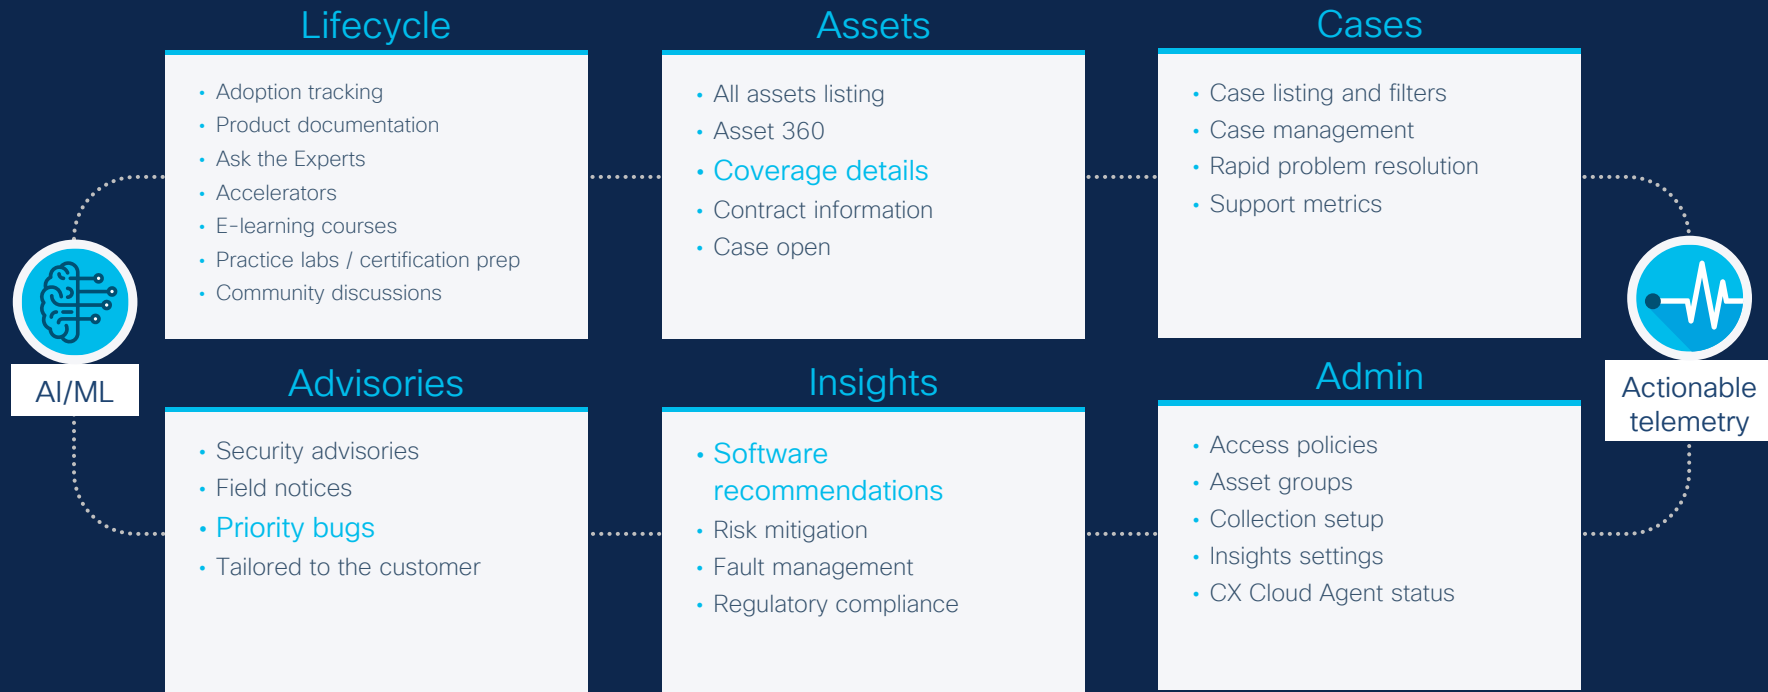 Lifecycle
• Adoption tracking
• Product documentation
• Ask the Experts
• Accelerators
• E-learning courses
• Practice labs / certification prep
• Community discussions
Assets
• All assets listing
• Asset 360
• Coverage details
• Contract information
• Case open
Cases
• Case listing and filters
• Case management
• Rapid problem resolution
• Support metrics
AI/ML
Advisories
• Security advisories
• Field notices
• Priority bugs
• Tailored to the customer
Insights
• Software
recommendations
• Risk mitigation
• Fault management
• Regulatory compliance
Admin
• Access policies
• Asset groups
• Collection setup
• Insights settings
• CX Cloud Agent status
Actionable
telemetry